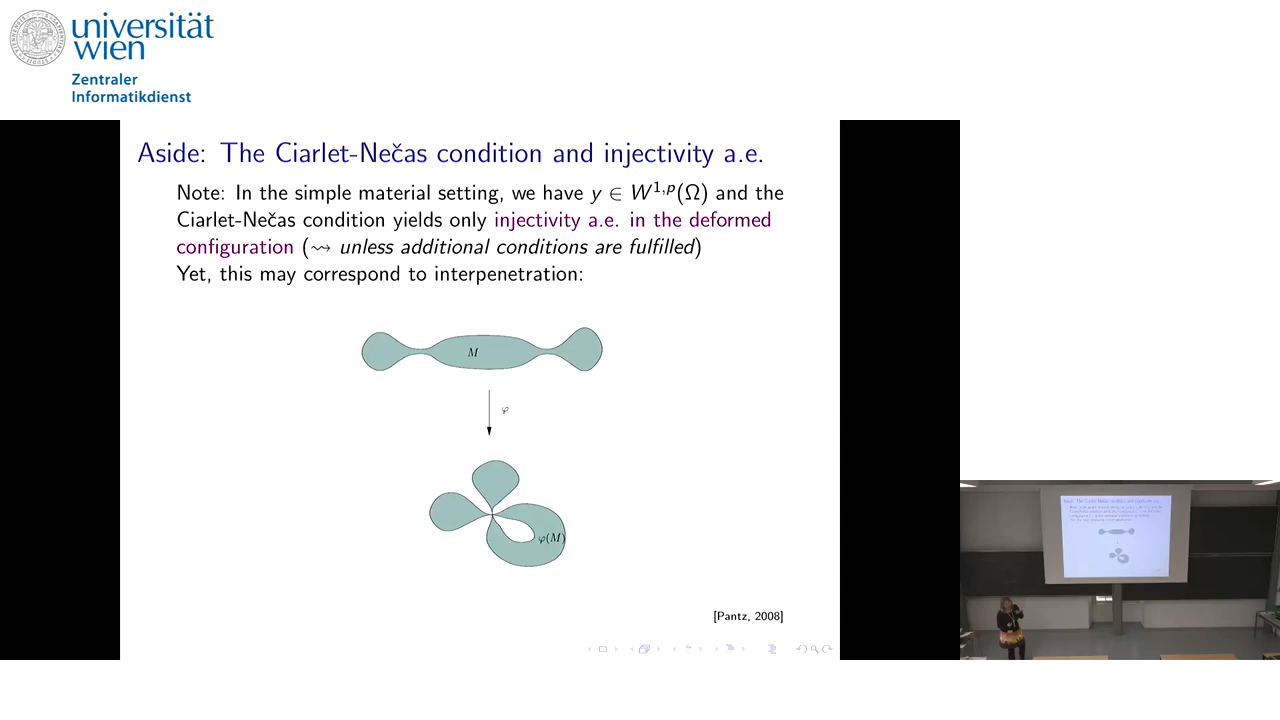 universität
wien
Zentraler
Informatikdienst
Aside: The Ciarlet-Nečas condition and injectivity a.e.
Note: In the simple material setting, we have y ∈ W^{1,p}(Ω) and the
Ciarlet-Nečas condition yields only injectivity a.e. in the deformed
configuration (⇝ unless additional conditions are fulfilled)
Yet, this may correspond to interpenetration:
M
φ
φ(M)
[Pantz, 2008]